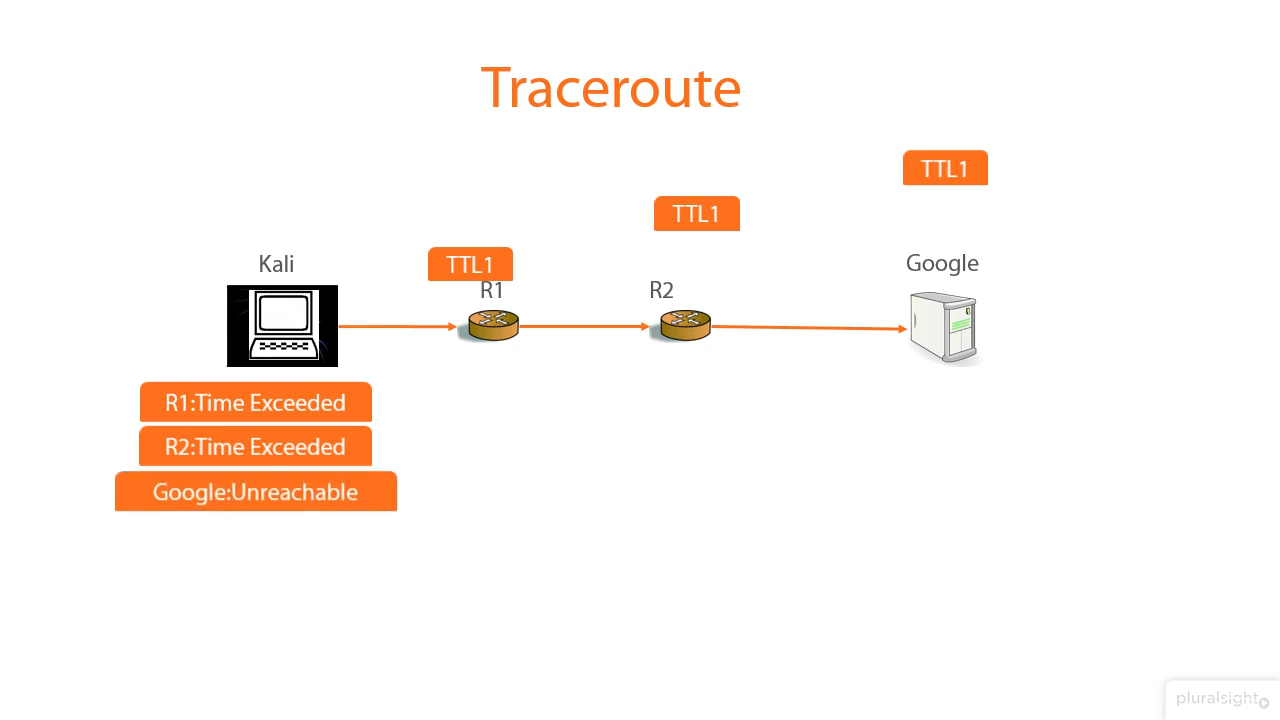 Traceroute
TTL1
TTL1
TTL1
Kali
Google
R1
R2
R1:Time Exceeded
R2:Time Exceeded
Google:Unreachable
pluralsight